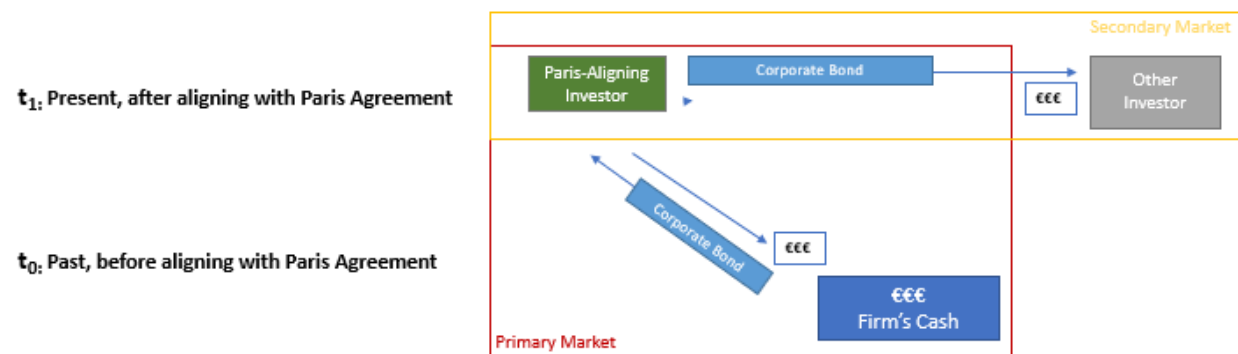 Secondary Market
t1: Present, after aligning with Paris Agreement
Paris-Aligning
Investor
Corporate Bond
€€€
Other
Investor
Corporate Bond
€€€
t0: Past, before aligning with Paris Agreement
€€€
Firm's Cash
Primary Market